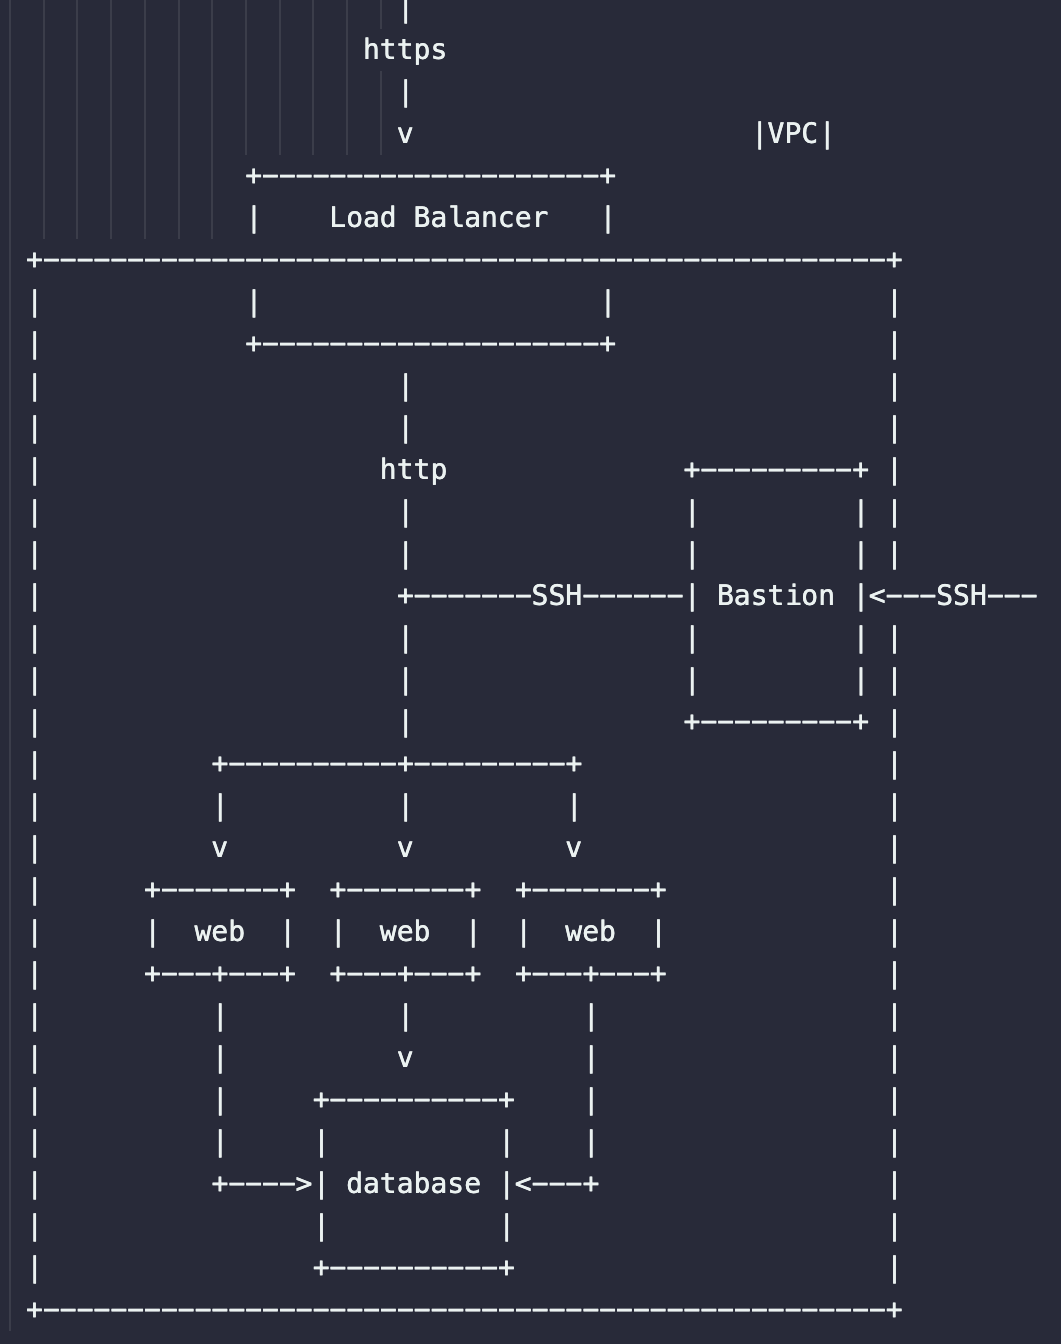 https
v |VPC|
Load Balancer
http
SSH Bastion <---SSH---
v v v
web web web
v
database